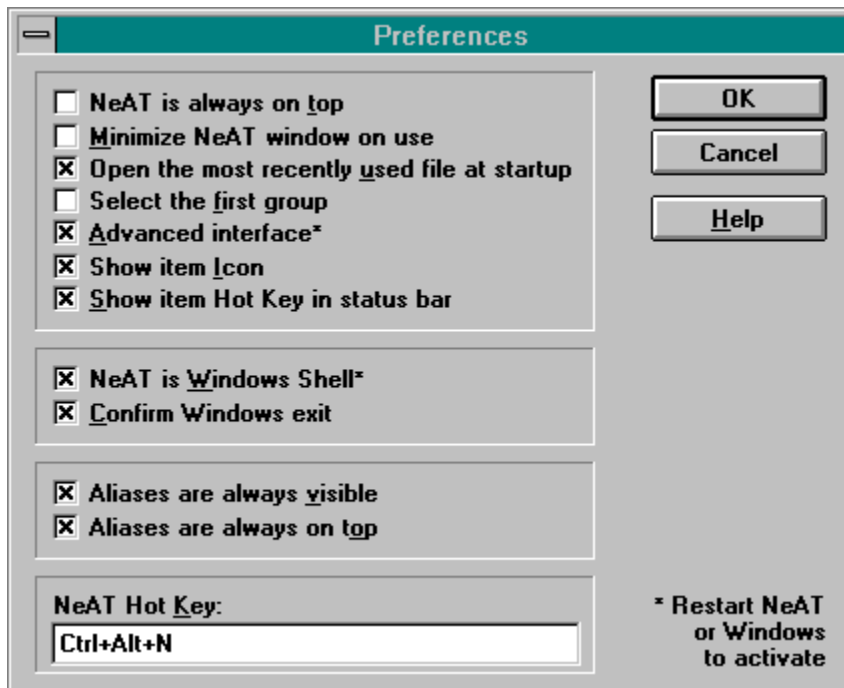 Preferences
NeAT is always on top
Minimize NeAT window on use
Open the most recently used file at startup
Select the first group
Advanced interface*
Show item Icon
Show item Hot Key in status bar
NeAT is Windows Shell*
Confirm Windows exit
Aliases are always visible
Aliases are always on top
NeAT Hot Key:
Ctrl+Alt+N
OK
Cancel
Help
* Restart NeAT
or Windows
to activate